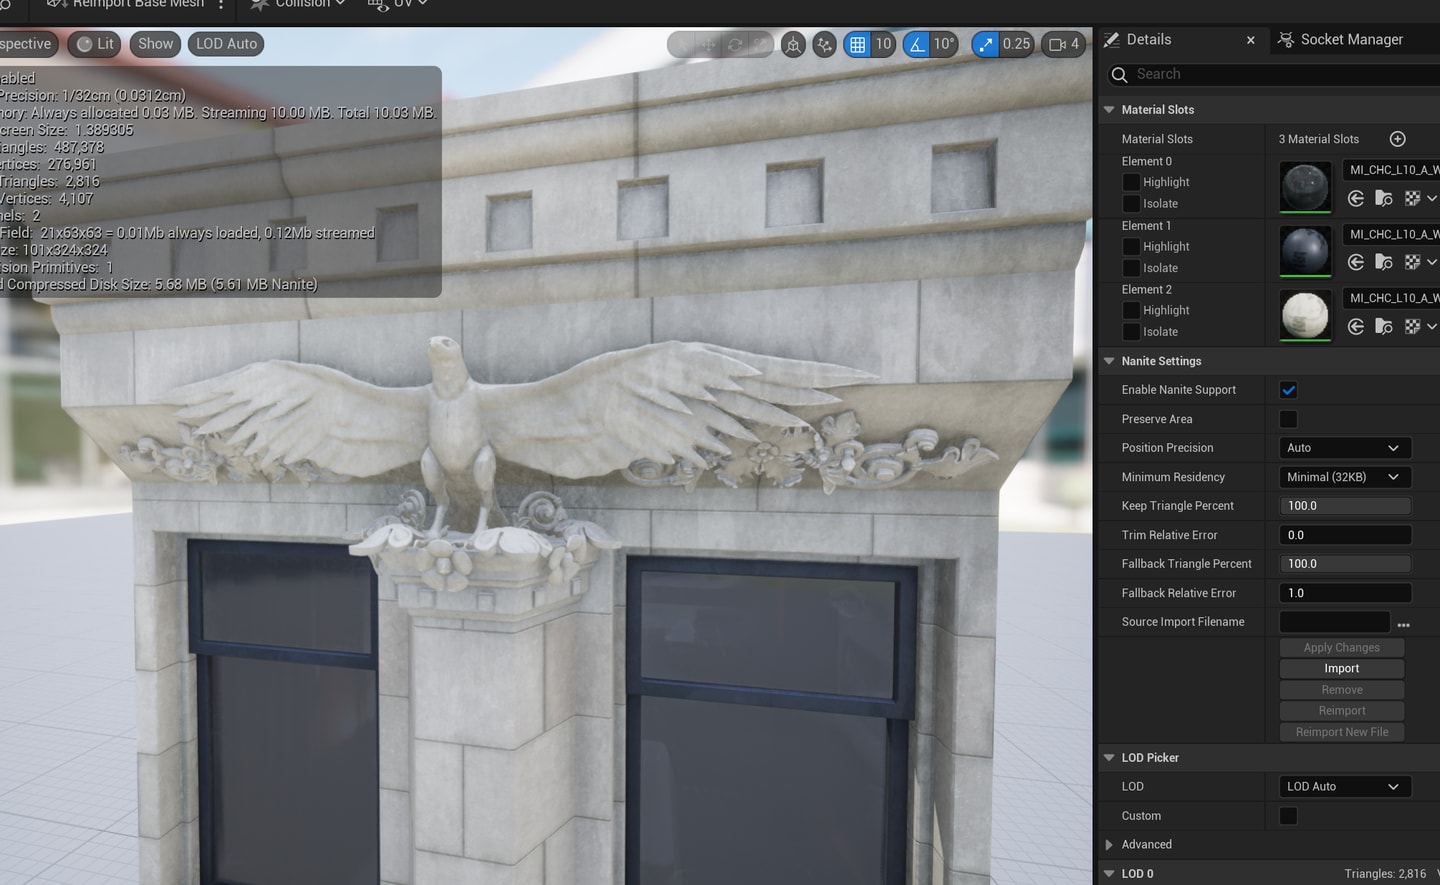 Reimport Base Mesh
Collision
UV
spective
Lit
Show
LOD Auto
10
10°
0.25
4
abled
Precision: 1/32cm (0.0312cm)
nory: Always allocated 0.03 MB. Streaming 10.00 MB. Total 10.03 MB.
creen Size: 1.389305
iangles: 487,378
ertices: 276,961
Triangles: 2,816
Vertices: 4,107
nels: 2
Field: 21x63x63 = 0.01Mb always loaded, 0.12Mb streamed
ze: 101x324x324
ision Primitives: 1
d Compressed Disk Size: 5.68 MB (5.61 MB Nanite)
Details
Socket Manager
Search
Material Slots
Material Slots
3 Material Slots
Element 0
Highlight
Isolate
MI_CHC_L10_A_W
Element 1
Highlight
Isolate
MI_CHC_L10_A_W
Element 2
Highlight
Isolate
MI_CHC_L10_A_W
Nanite Settings
Enable Nanite Support
Preserve Area
Position Precision
Auto
Minimum Residency
Minimal (32KB)
Keep Triangle Percent
100.0
Trim Relative Error
0.0
Fallback Triangle Percent
100.0
Fallback Relative Error
1.0
Source Import Filename
Apply Changes
Import
Remove
Reimport
Reimport New File
LOD Picker
LOD
LOD Auto
Custom
Advanced
LOD 0
Triangles: 2,816